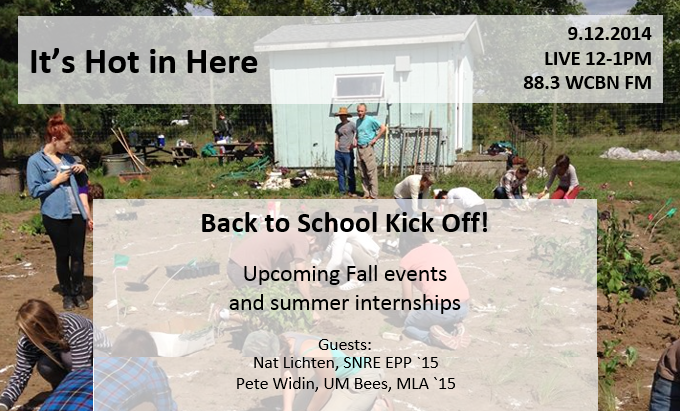 It's Hot in Here
9.12.2014
LIVE 12-1PM
88.3 WCBN FM
Back to School Kick Off!
Upcoming Fall events
and summer internships
Guests:
Nat Lichten, SNRE EPP `15
Pete Widin, UM Bees, MLA `15